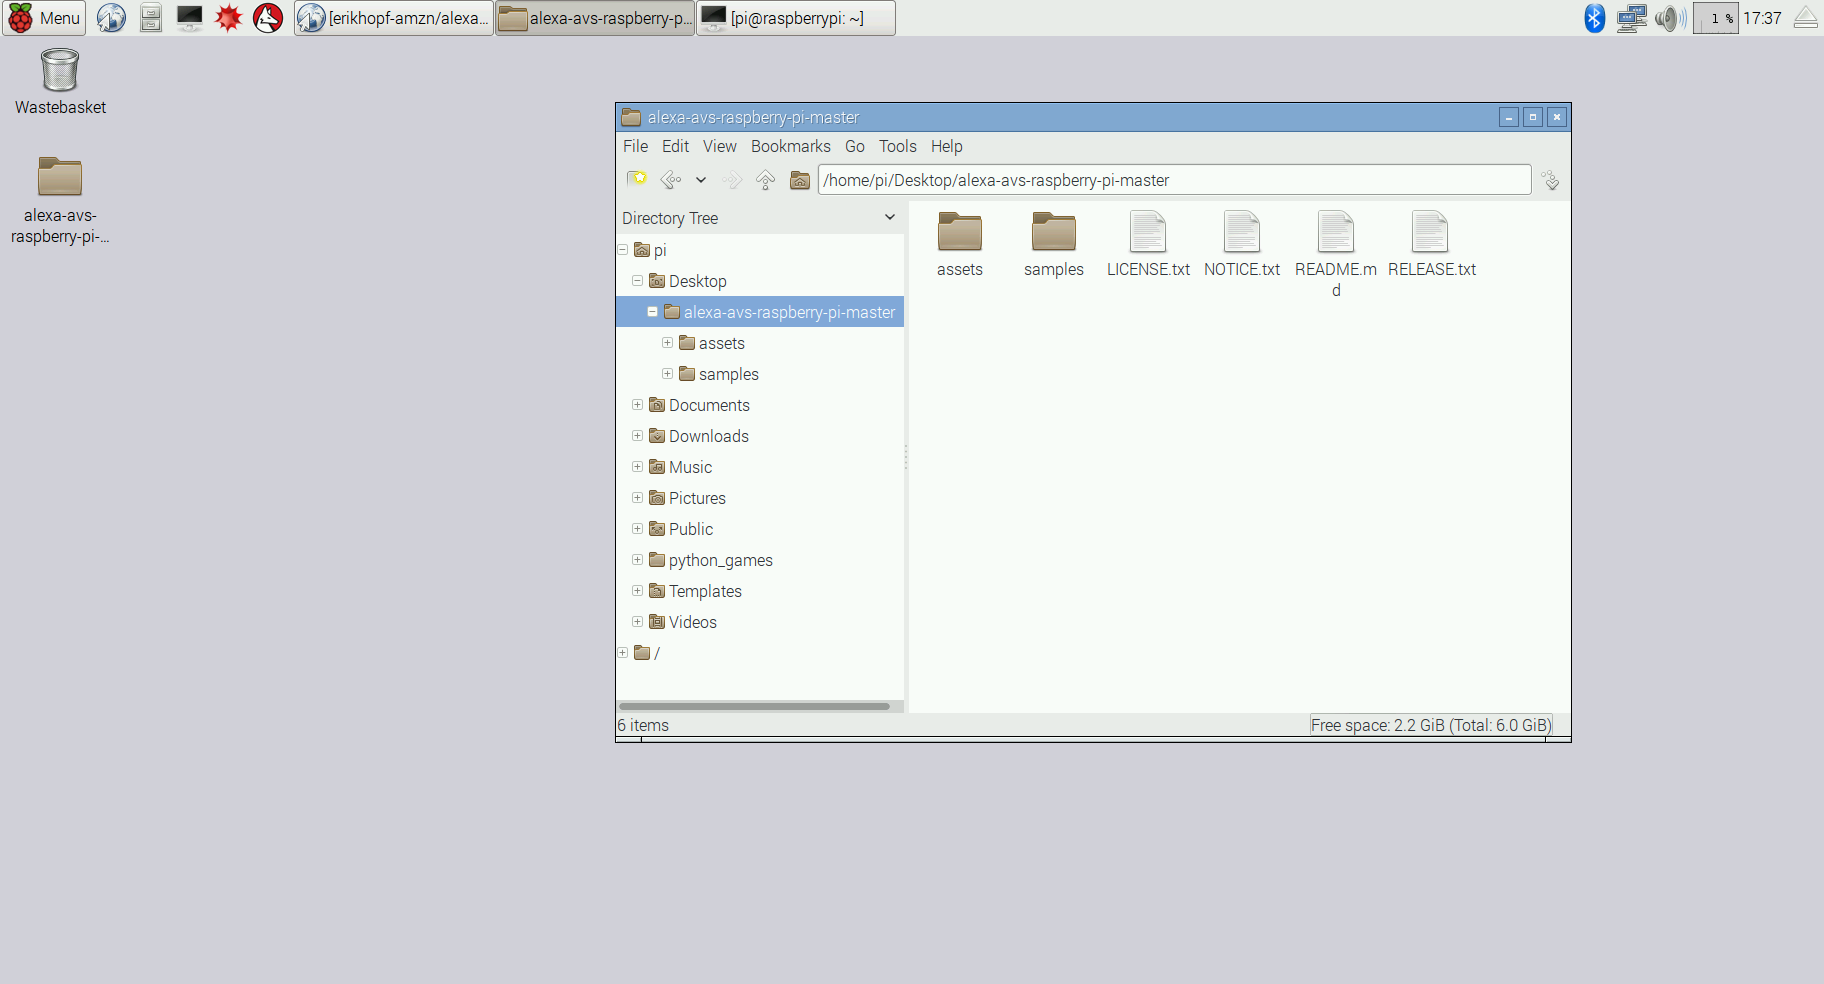 Menu
[erikhopf-amzn/alexa...
alexa-avs-raspberry-p...
[pi@raspberrypi: ~]
1 %
17:37
Wastebasket
alexa-avs-
raspberry-pi-...
alexa-avs-raspberry-pi-master
File Edit View Bookmarks Go Tools Help
/home/pi/Desktop/alexa-avs-raspberry-pi-master
Directory Tree
pi
Desktop
alexa-avs-raspberry-pi-master
assets
samples
Documents
Downloads
Music
Pictures
Public
python_games
Templates
Videos
/
assets
samples
LICENSE.txt
NOTICE.txt
README.m
d
RELEASE.txt
6 items
Free space: 2.2 GiB (Total: 6.0 GiB)